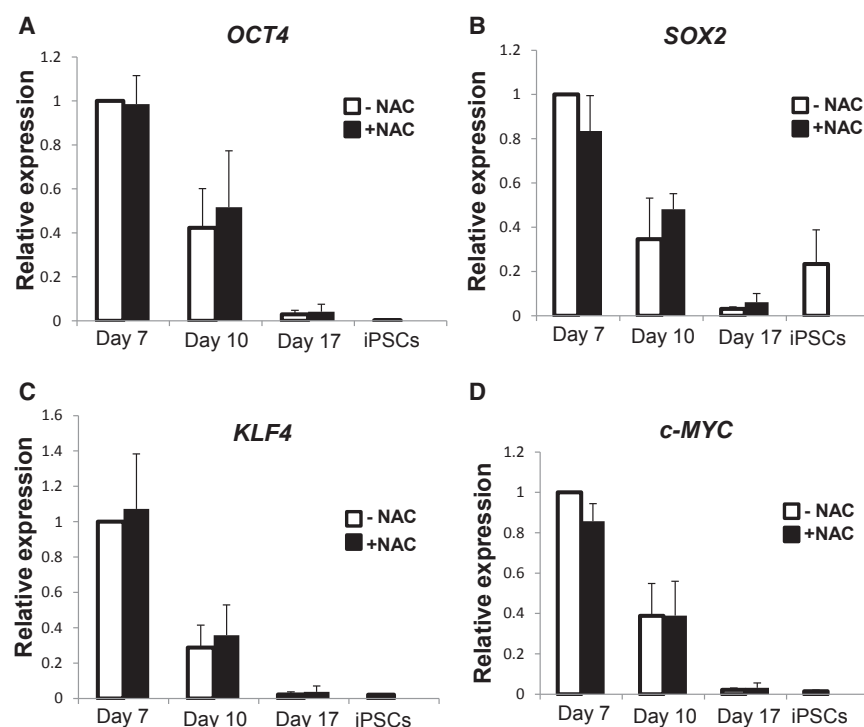 A
OCT4
Relative expression
1.2
1
0.8
0.6
0.4
0.2
0
- NAC
+NAC
Day 7 Day 10 Day 17 iPSCs
B
SOX2
Relative expression
1.2
1
0.8
0.6
0.4
0.2
0
- NAC
+NAC
Day 7 Day 10 Day 17 iPSCs
C
KLF4
Relative expression
1.6
1.4
1.2
1
0.8
0.6
0.4
0.2
0
- NAC
+NAC
Day 7 Day 10 Day 17 iPSCs
D
c-MYC
Relative expression
1.2
1
0.8
0.6
0.4
0.2
0
- NAC
+NAC
Day 7 Day 10 Day 17 iPSCs